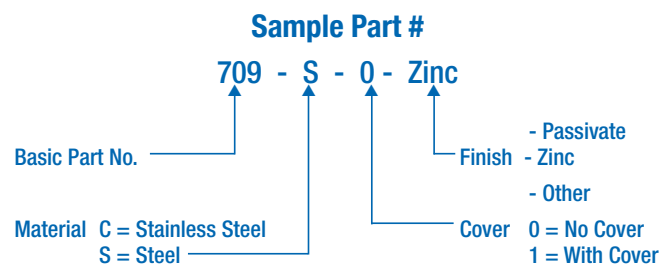 Sample Part #
709 - S - 0 - Zinc
- Passivate
Basic Part No. Finish - Zinc
- Other
Material C = Stainless Steel Cover 0 = No Cover
S = Steel 1 = With Cover